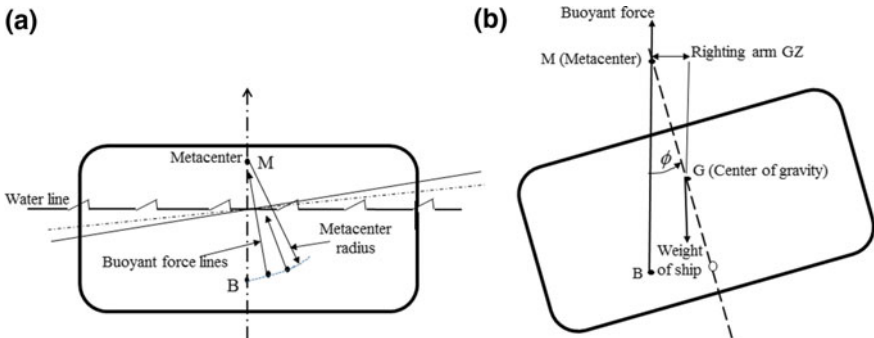 (a)
Metacenter
M
Water line
Metacenter
radius
Buoyant force lines
B
(b)
Buoyant force
M (Metacenter)
Righting arm GZ
ϕ
G (Center of gravity)
Weight
of ship
B